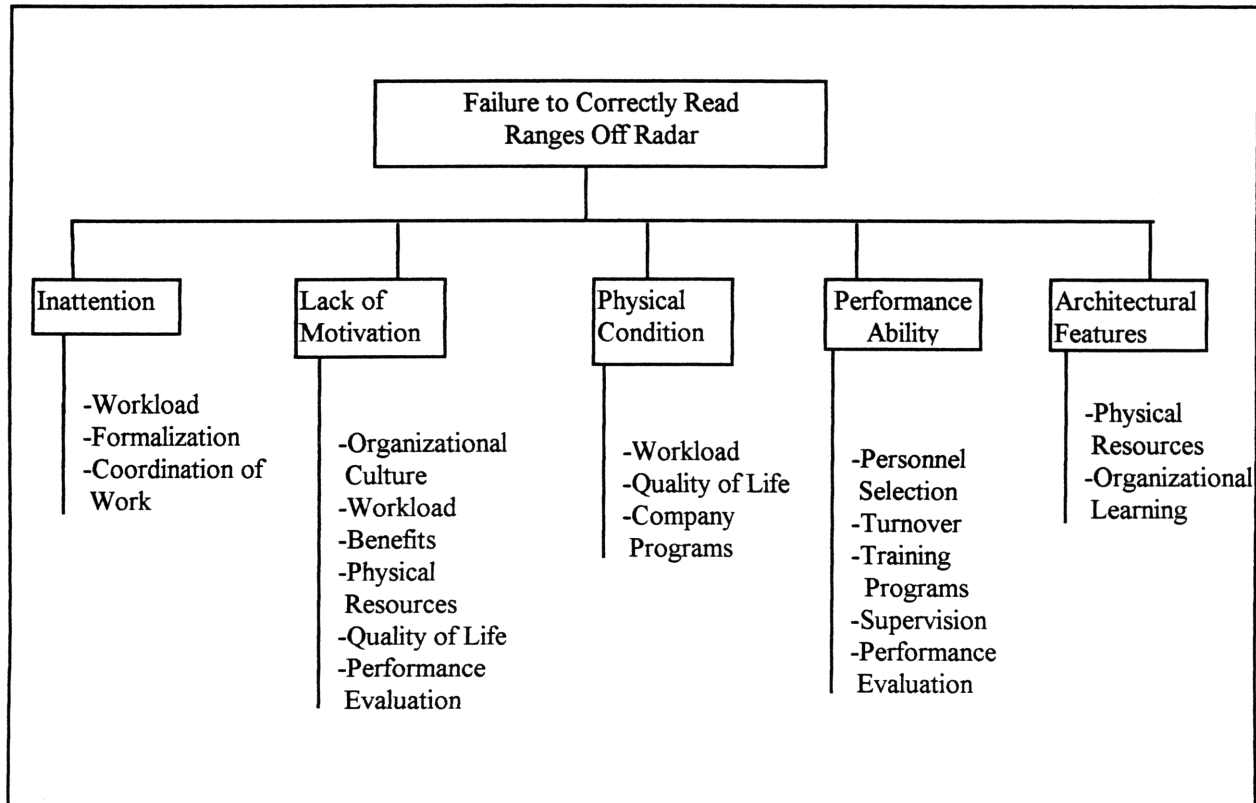 Failure to Correctly Read
Ranges Off Radar
Inattention
-Workload
-Formalization
-Coordination of
Work
Lack of
Motivation
-Organizational
Culture
-Workload
-Benefits
-Physical
Resources
-Quality of Life
-Performance
Evaluation
Physical
Condition
-Workload
-Quality of Life
-Company
Programs
Performance
Ability
-Personnel
Selection
-Turnover
-Training
Programs
-Supervision
-Performance
Evaluation
Architectural
Features
-Physical
Resources
-Organizational
Learning